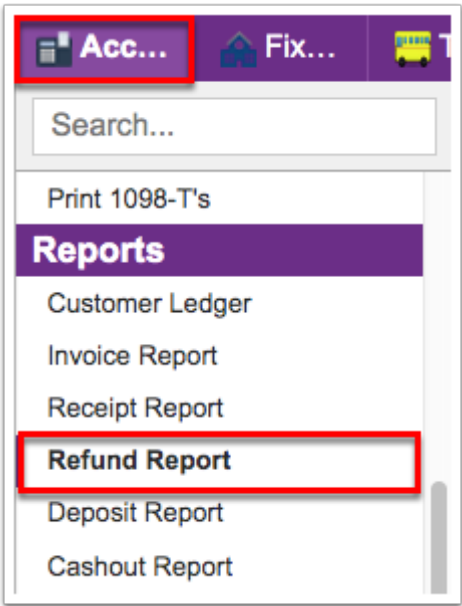 Acc... Fix... T
Search...
Print 1098-T's
Reports
Customer Ledger
Invoice Report
Receipt Report
Refund Report
Deposit Report
Cashout Report